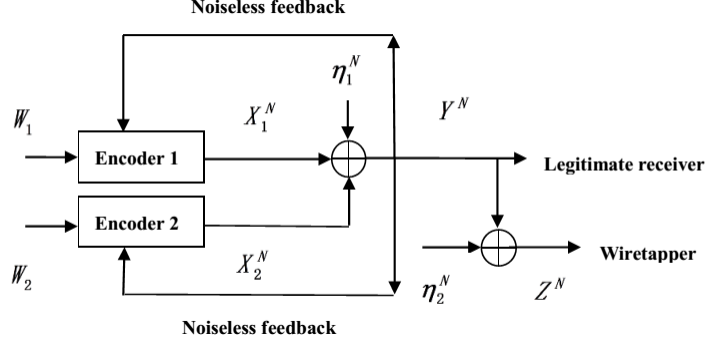 Noiseless feedback
η₁ᴺ
W₁
X₁ᴺ
Yᴺ
Encoder 1
Legitimate receiver
Encoder 2
Wiretapper
W₂
X₂ᴺ
η₂ᴺ
Zᴺ
Noiseless feedback